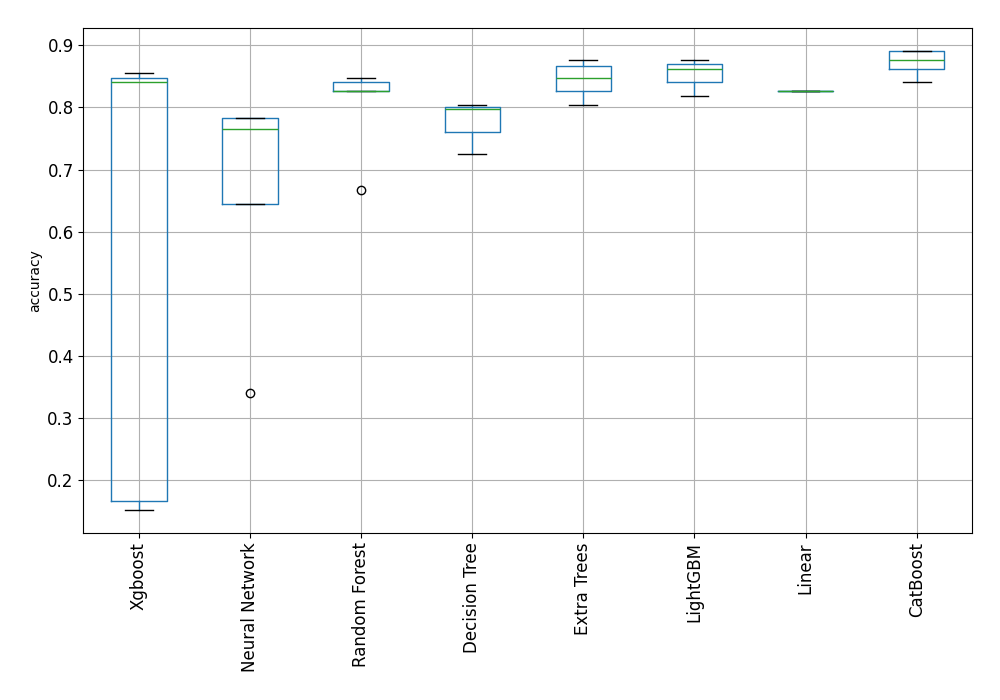 0.9
0.8
0.7
0.6
0.5
0.4
0.3
0.2
accuracy
Xgboost
Neural Network
Random Forest
Decision Tree
Extra Trees
LightGBM
Linear
CatBoost